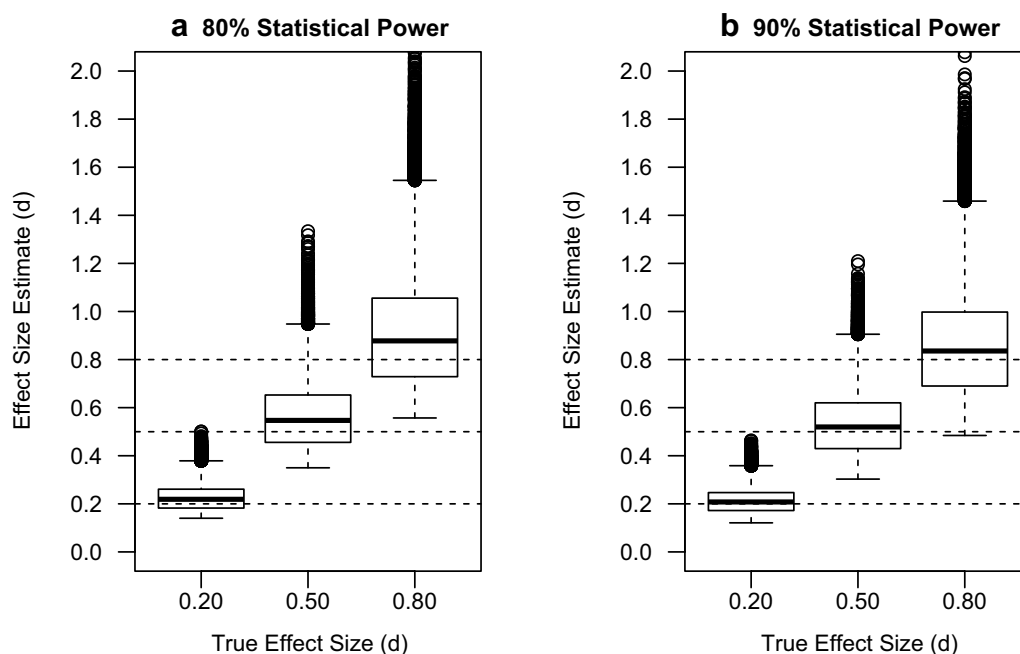 a 80% Statistical Power
Effect Size Estimate (d)
2.0
1.8
1.6
1.4
1.2
1.0
0.8
0.6
0.4
0.2
0.0
0.20 0.50 0.80
True Effect Size (d)
b 90% Statistical Power
Effect Size Estimate (d)
2.0
1.8
1.6
1.4
1.2
1.0
0.8
0.6
0.4
0.2
0.0
0.20 0.50 0.80
True Effect Size (d)